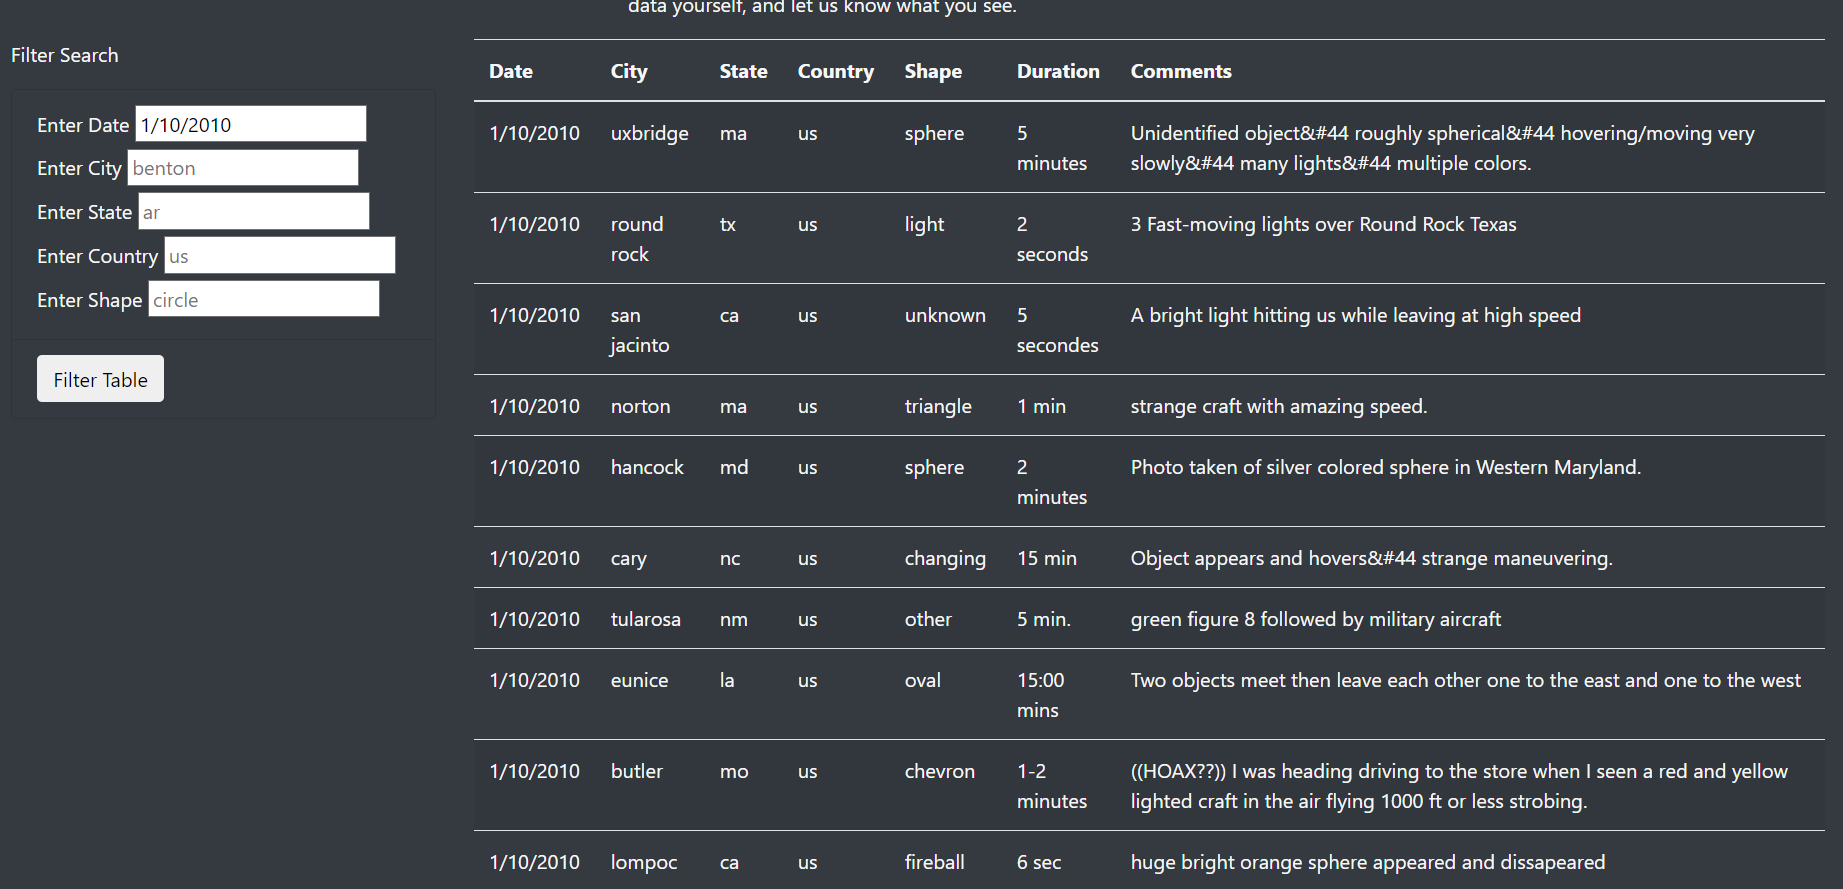 data yourself, and let us know what you see.
Filter Search
Enter Date 1/10/2010
Enter City benton
Enter State ar
Enter Country us
Enter Shape circle
Filter Table
Date City State Country Shape Duration Comments
1/10/2010 uxbridge ma us sphere 5 minutes Unidentified object&#44 roughly spherical&#44 hovering/moving very
slowly&#44 many lights&#44 multiple colors.
1/10/2010 round rock tx us light 2 seconds 3 Fast-moving lights over Round Rock Texas
1/10/2010 san jacinto ca us unknown 5 secondes A bright light hitting us while leaving at high speed
1/10/2010 norton ma us triangle 1 min strange craft with amazing speed.
1/10/2010 hancock md us sphere 2 minutes Photo taken of silver colored sphere in Western Maryland.
1/10/2010 cary nc us changing 15 min Object appears and hovers&#44 strange maneuvering.
1/10/2010 tularosa nm us other 5 min. green figure 8 followed by military aircraft
1/10/2010 eunice la us oval 15:00 mins Two objects meet then leave each other one to the east and one to the west
1/10/2010 butler mo us chevron 1-2 minutes ((HOAX??)) I was heading driving to the store when I seen a red and yellow
lighted craft in the air flying 1000 ft or less strobing.
1/10/2010 lompoc ca us fireball 6 sec huge bright orange sphere appeared and dissapeared